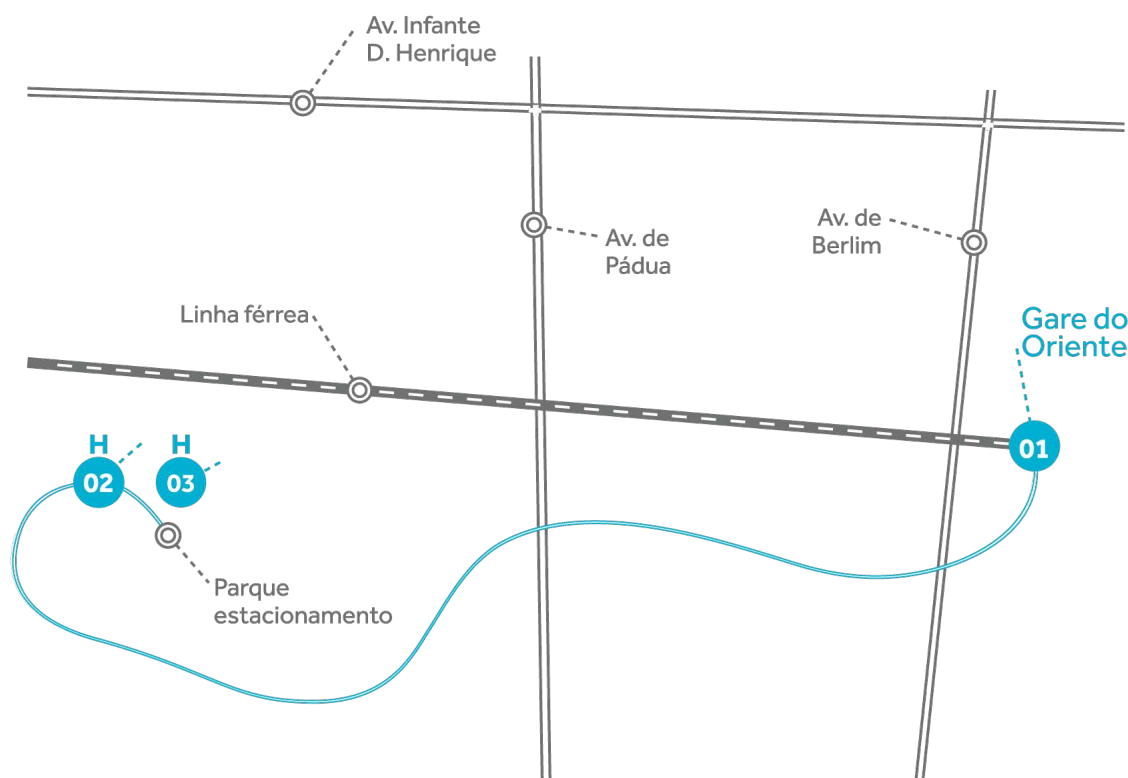 Av. Infante
D. Henrique
Av. de
Pádua
Av. de
Berlim
Linha férrea
Gare do
Oriente
01
H
02
H
03
Parque
estacionamento